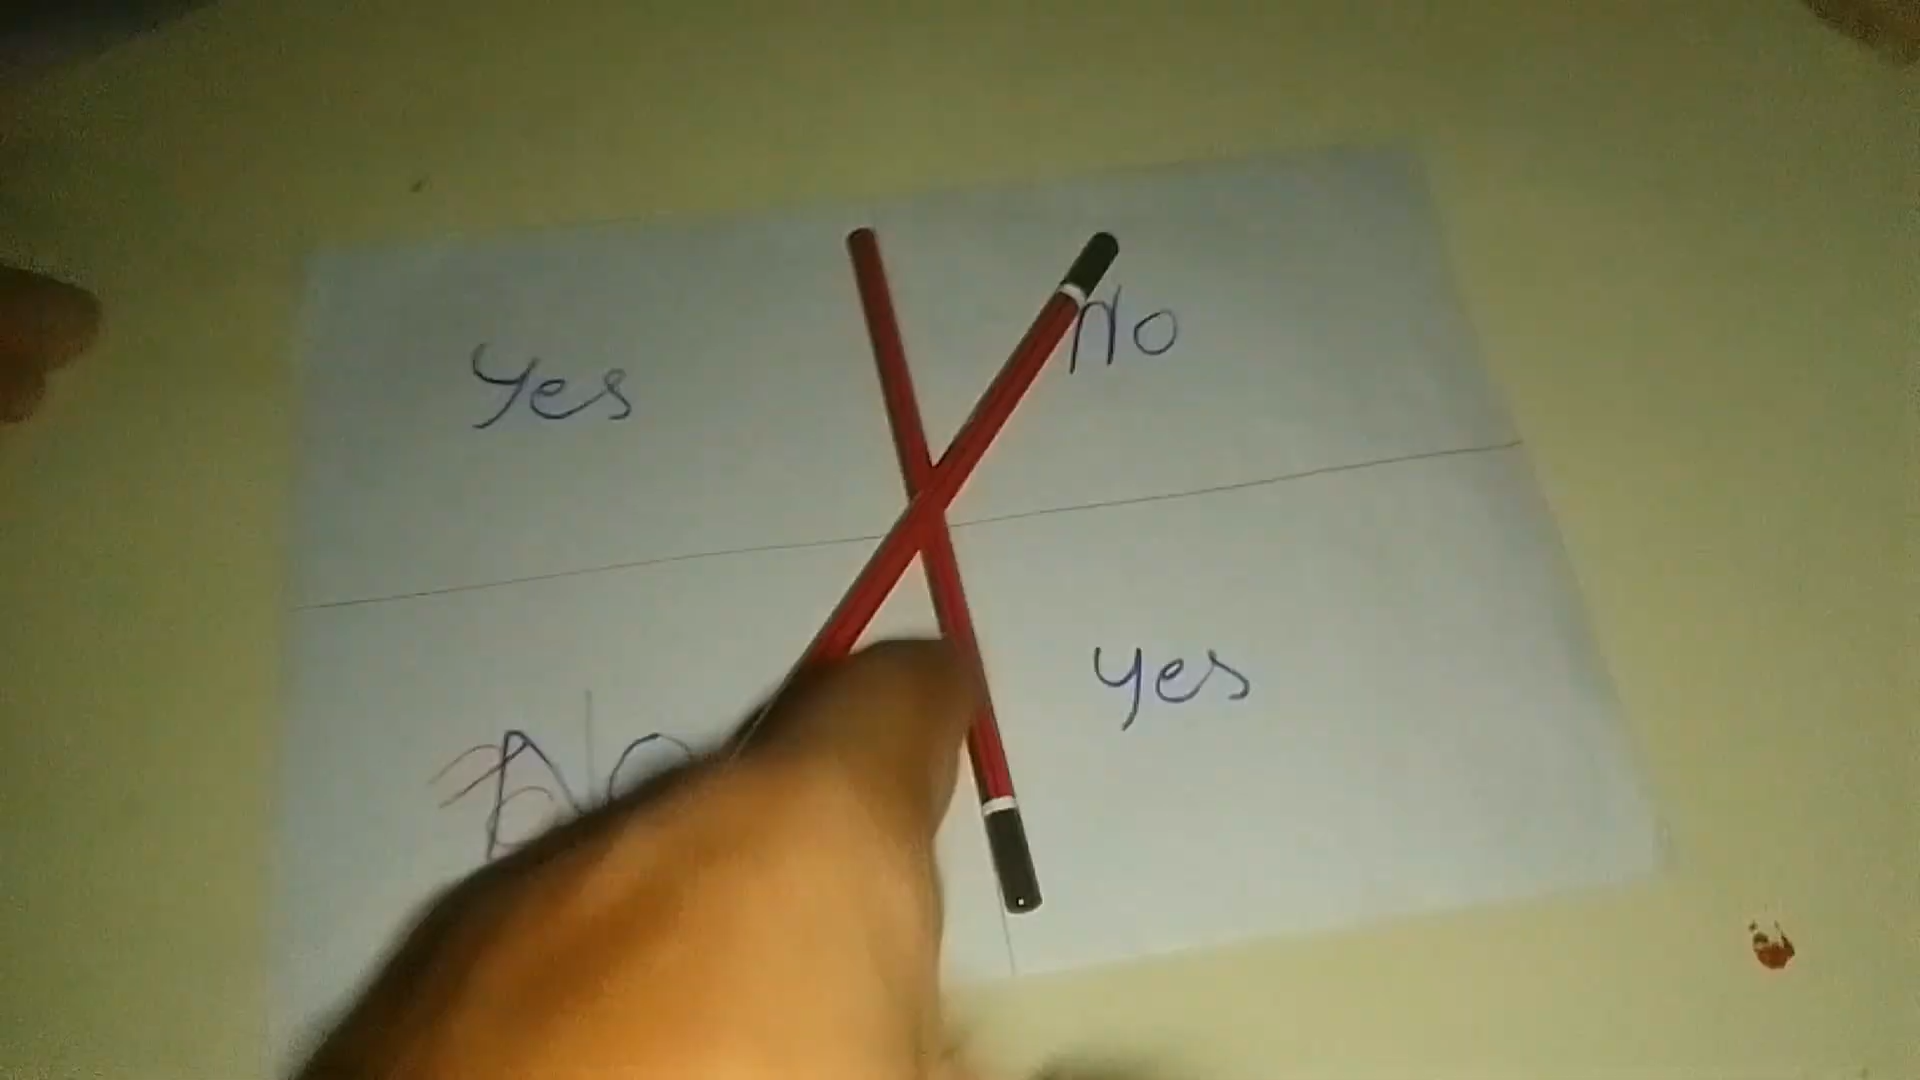 Yes No
No yes